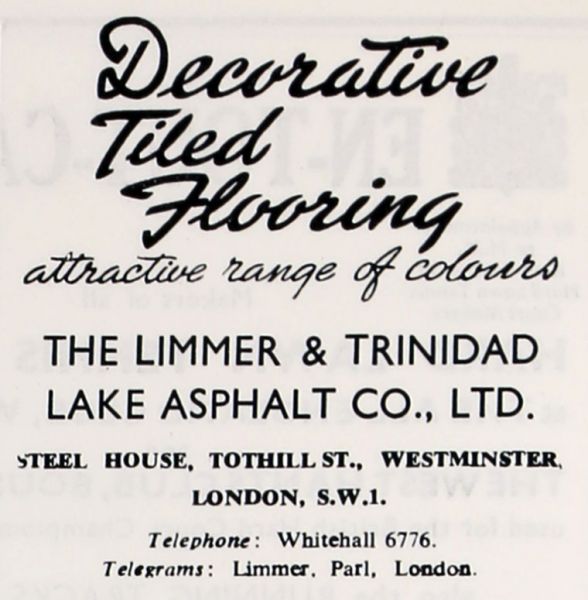 Decorative
Tiled
Flooring
attractive range of colours
THE LIMMER & TRINIDAD
LAKE ASPHALT CO., LTD.
STEEL HOUSE, TOTHILL ST., WESTMINSTER,
LONDON, S.W.1.
Telephone: Whitehall 6776.
Telegrams: Limmer, Parl, London.